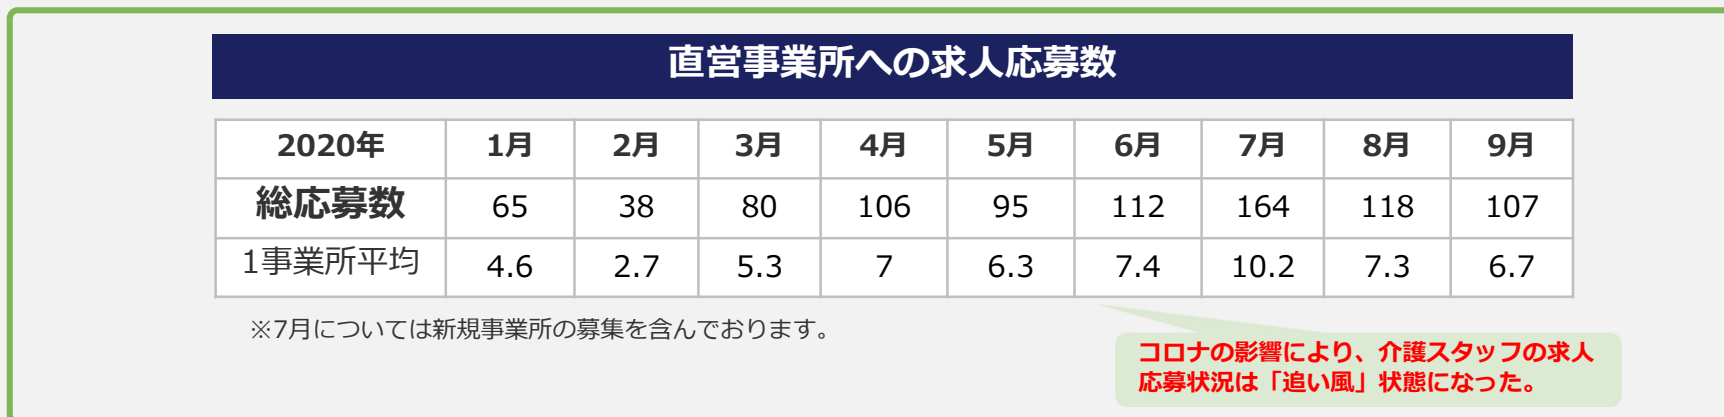 直営事業所への求人応募数
2020年 1月 2月 3月 4月 5月 6月 7月 8月 9月
総応募数 65 38 80 106 95 112 164 118 107
1事業所平均 4.6 2.7 5.3 7 6.3 7.4 10.2 7.3 6.7
※7月については新規事業所の募集を含んでおります。
コロナの影響により、介護スタッフの求人
応募状況は「追い風」状態になった。